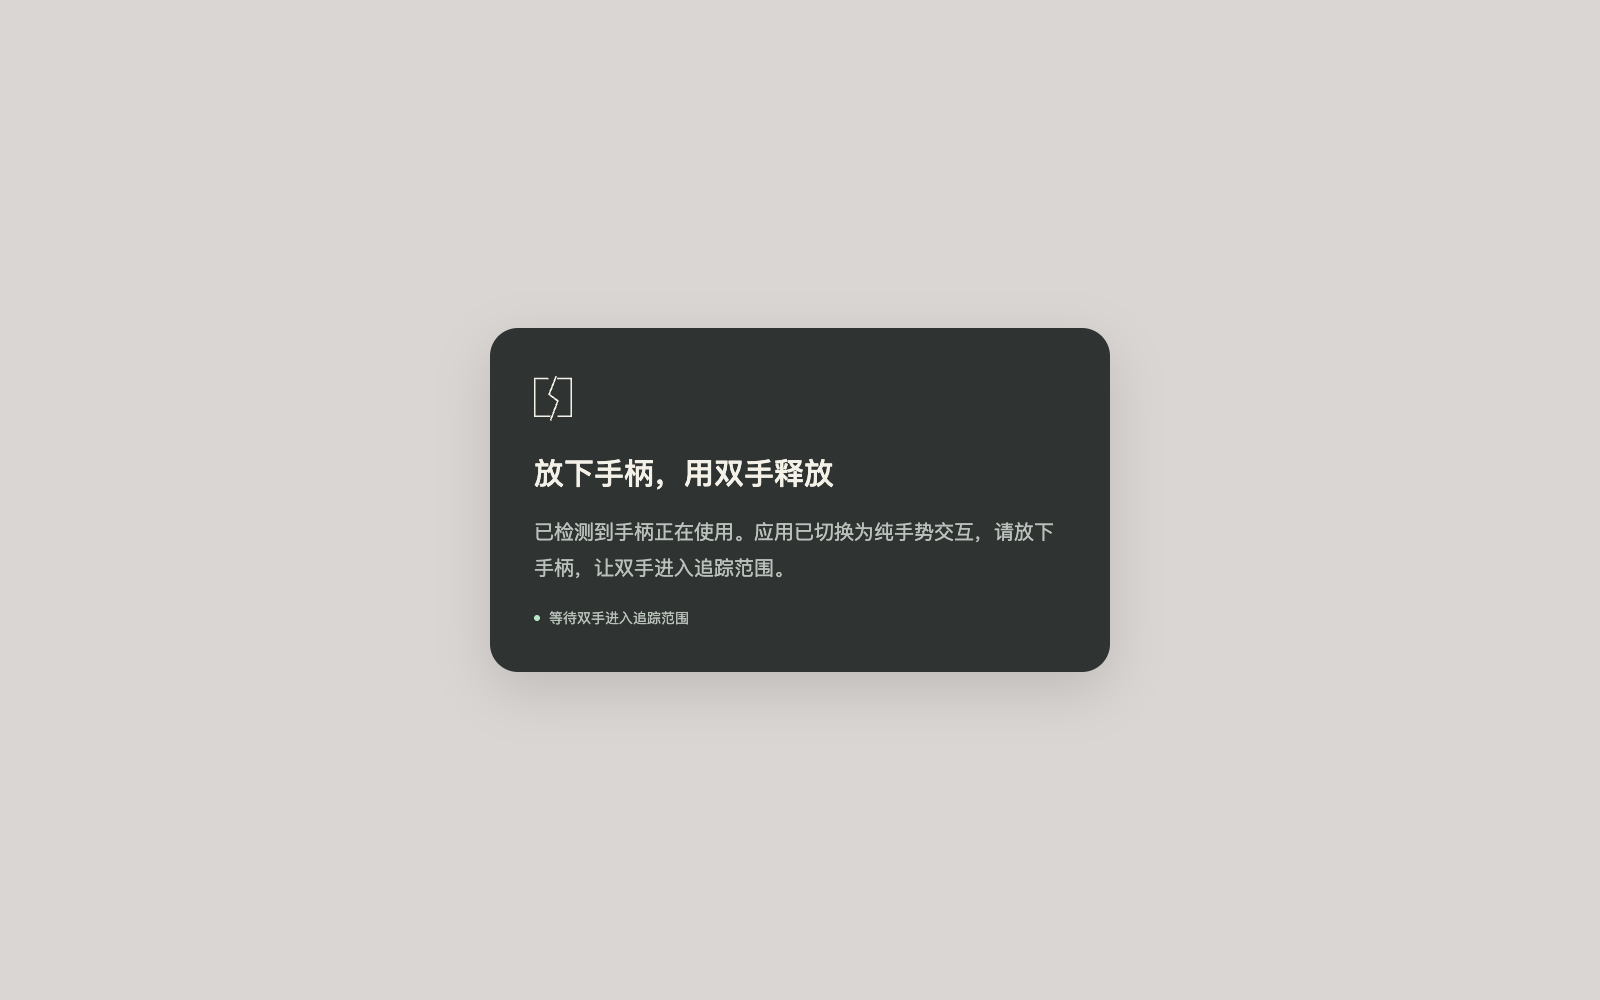 放下手柄，用双手释放
已检测到手柄正在使用。应用已切换为纯手势交互，请放下
手柄，让双手进入追踪范围。
等待双手进入追踪范围